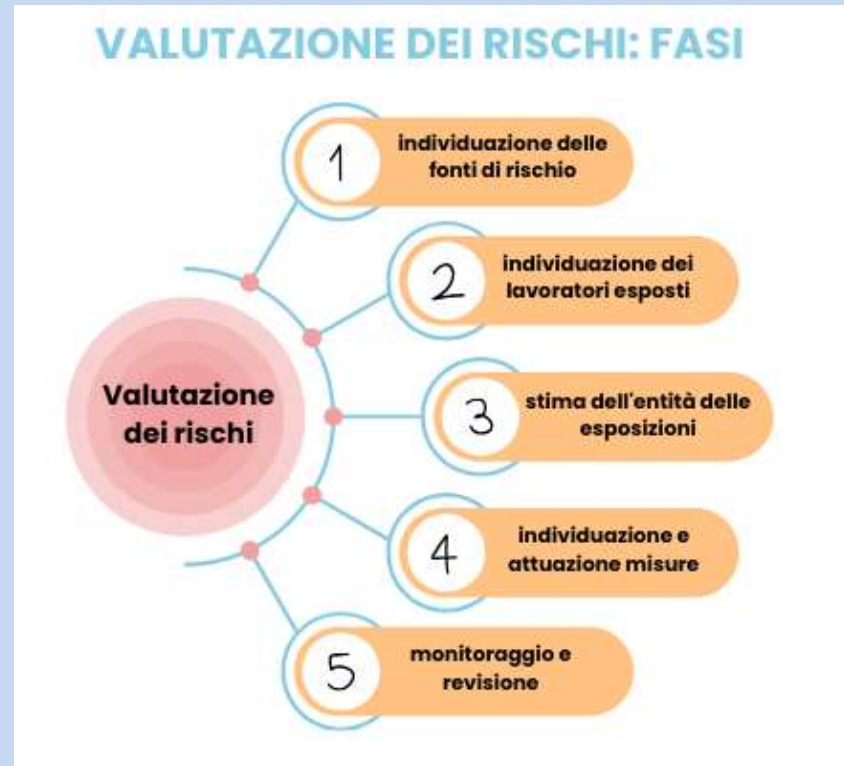 VALUTAZIONE DEI RISCHI: FASI
1
individuazione delle
fonti di rischio
2
individuazione dei
lavoratori esposti
Valutazione
dei rischi
3
stima dell'entità delle
esposizioni
4
individuazione e
attuazione misure
5
monitoraggio e
revisione